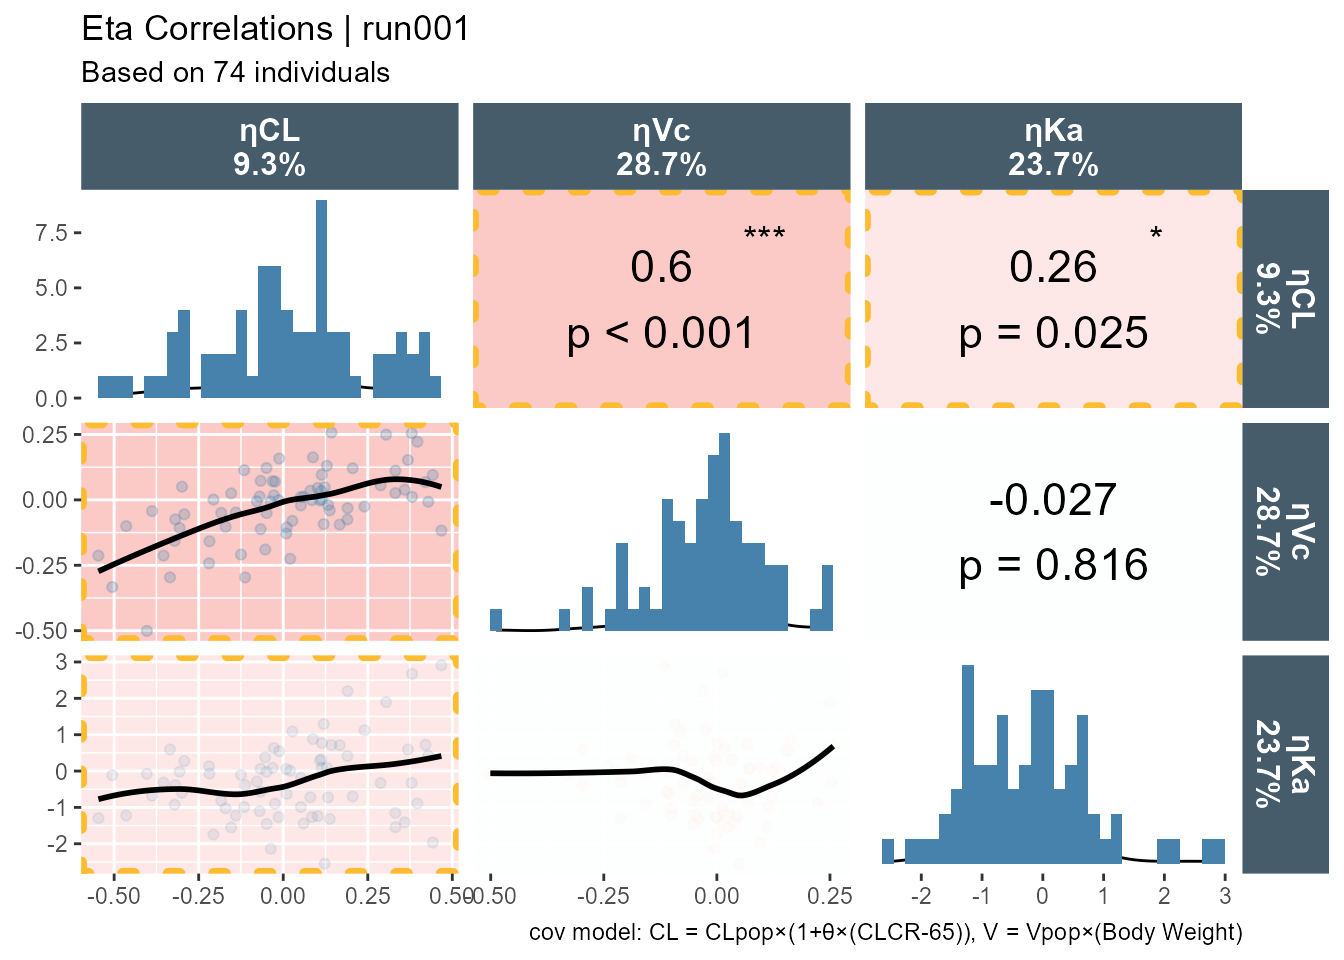 Eta Correlations | run001
Based on 74 individuals
ηCL
9.3%
ηVc
28.7%
ηKa
23.7%
7.5
5.0
2.5
0.0
***
0.6
p < 0.001
*
0.26
p = 0.025
ηCL
9.3%
0.25
0.00
-0.25
-0.50
-0.027
p = 0.816
ηVc
28.7%
3
2
1
0
-1
-2
ηKa
23.7%
-0.50 -0.25 0.00 0.25 0.50
-0.50 -0.25 0.00 0.25
-2 -1 0 1 2 3
cov model: CL = CLpop×(1+θ×(CLCR-65)), V = Vpop×(Body Weight)